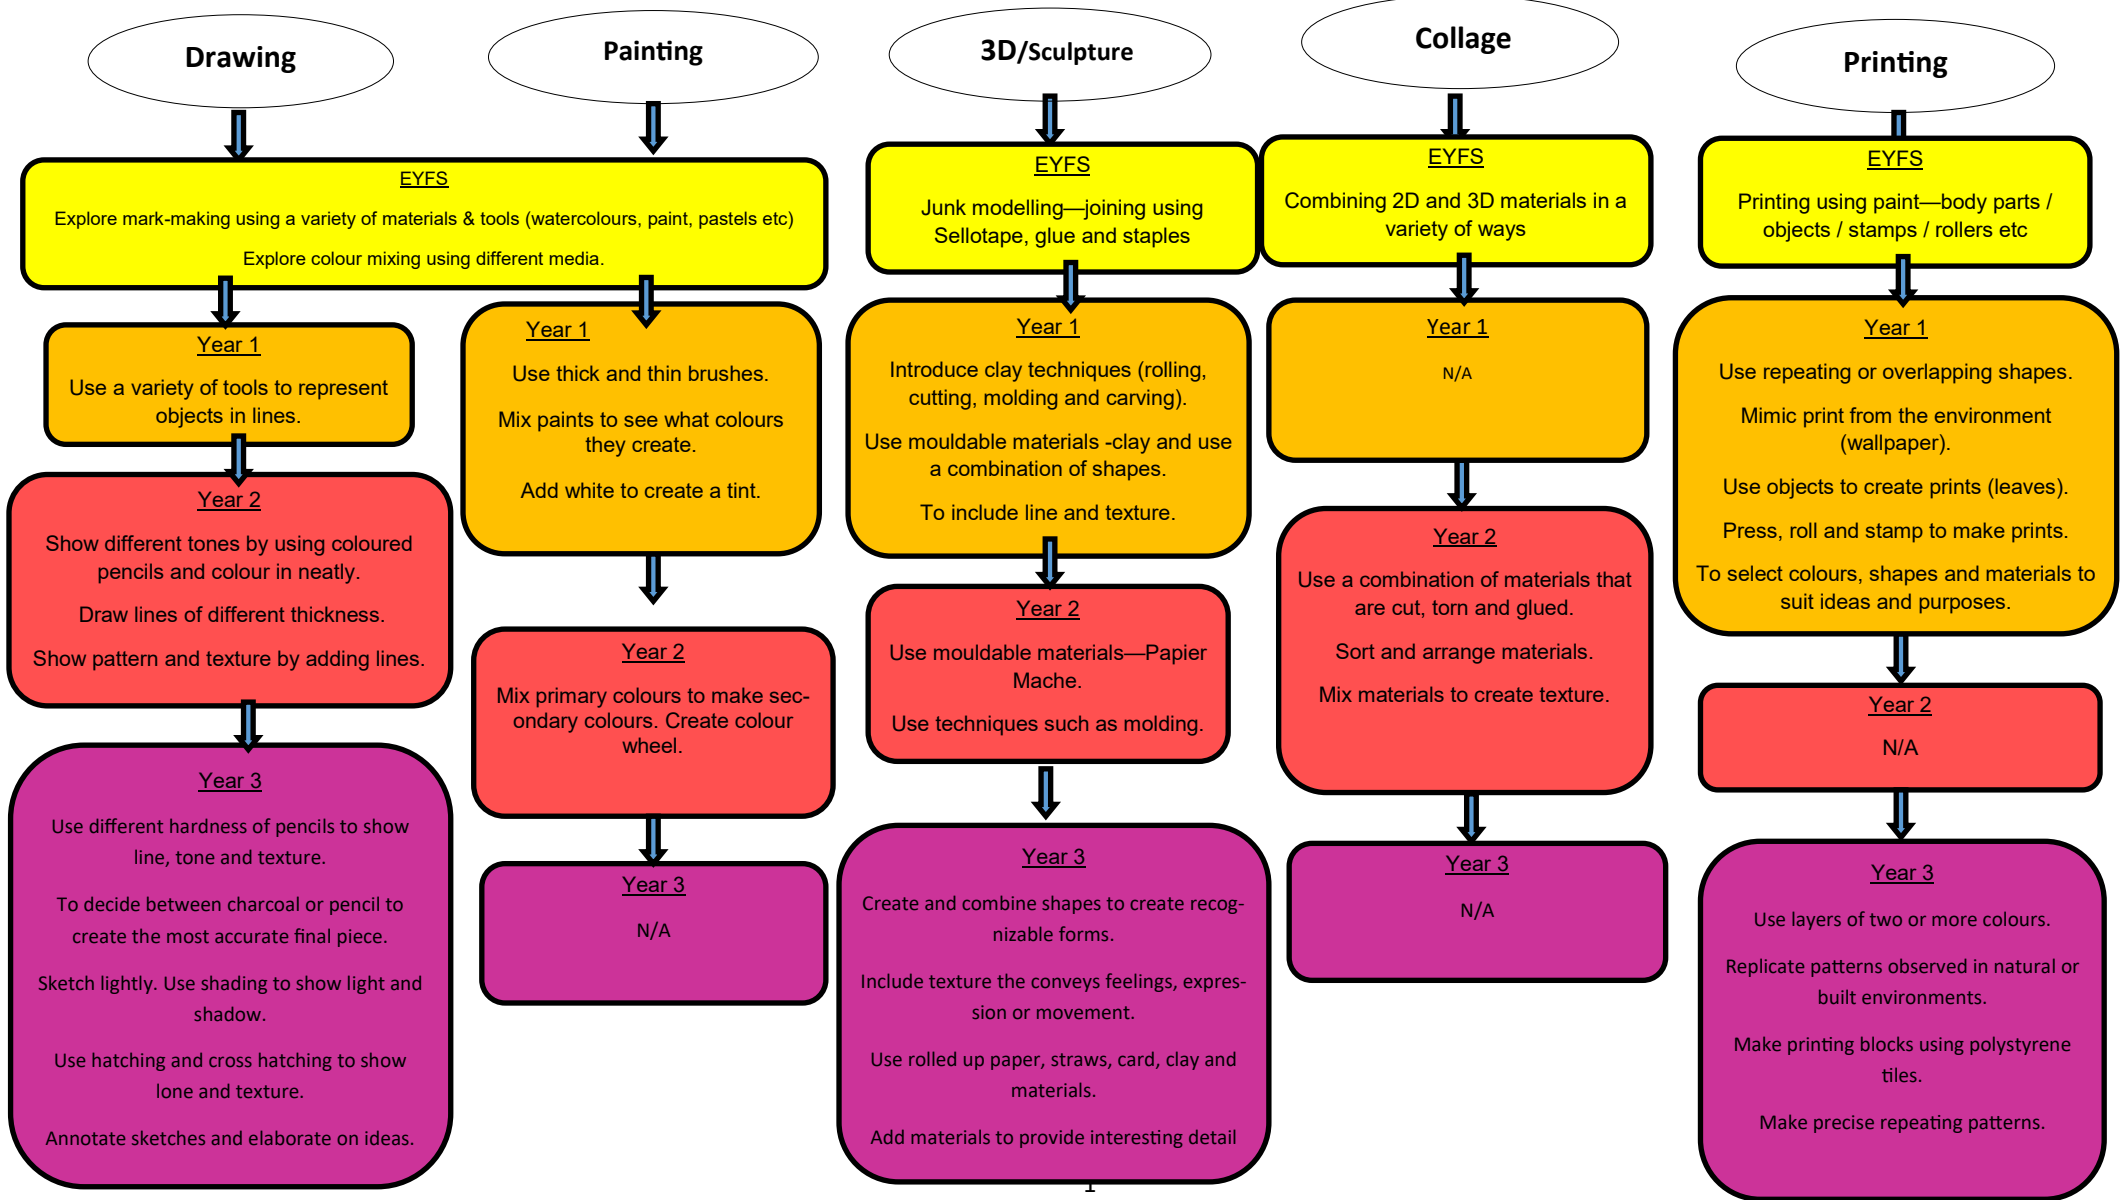 Drawing
Painting
3D/Sculpture
Collage
Printing
EYFS
Explore mark-making using a variety of materials & tools (watercolours, paint, pastels etc)
Explore colour mixing using different media.
EYFS
Junk modelling—joining using
Sellotape, glue and staples
EYFS
Combining 2D and 3D materials in a
variety of ways
EYFS
Printing using paint—body parts /
objects / stamps / rollers etc
Year 1
Use a variety of tools to represent
objects in lines.
Year 1
Use thick and thin brushes.
Mix paints to see what colours
they create.
Add white to create a tint.
Year 1
Introduce clay techniques (rolling,
cutting, molding and carving).
Use mouldable materials -clay and use
a combination of shapes.
To include line and texture.
Year 1
N/A
Year 1
Use repeating or overlapping shapes.
Mimic print from the environment
(wallpaper).
Use objects to create prints (leaves).
Press, roll and stamp to make prints.
To select colours, shapes and materials to
suit ideas and purposes.
Year 2
Show different tones by using coloured
pencils and colour in neatly.
Draw lines of different thickness.
Show pattern and texture by adding lines.
Year 2
Mix primary colours to make sec-
ondary colours. Create colour
wheel.
Year 2
Use mouldable materials—Papier
Mache.
Use techniques such as molding.
Year 2
Use a combination of materials that
are cut, torn and glued.
Sort and arrange materials.
Mix materials to create texture.
Year 2
N/A
Year 3
Use different hardness of pencils to show
line, tone and texture.
To decide between charcoal or pencil to
create the most accurate final piece.
Sketch lightly. Use shading to show light and
shadow.
Use hatching and cross hatching to show
lone and texture.
Annotate sketches and elaborate on ideas.
Year 3
N/A
Year 3
Create and combine shapes to create recog-
nizable forms.
Include texture the conveys feelings, expres-
sion or movement.
Use rolled up paper, straws, card, clay and
materials.
Add materials to provide interesting detail
Year 3
N/A
Year 3
Use layers of two or more colours.
Replicate patterns observed in natural or
built environments.
Make printing blocks using polystyrene
tiles.
Make precise repeating patterns.
1